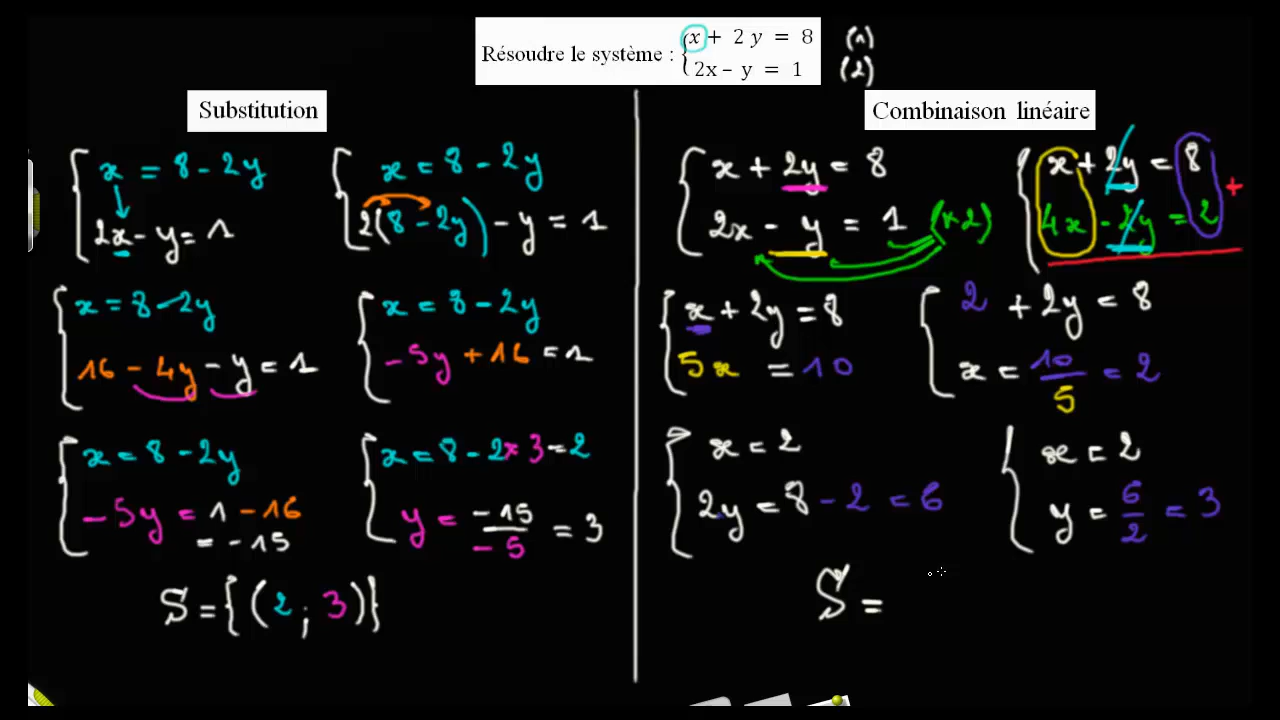 Résoudre le système : { x + 2 y = 8 (1)
2x – y = 1 (2)
Substitution
x = 8 - 2y
2x - y = 1
x = 8 - 2y
2(8 - 2y) - y = 1
x = 8 - 2y
16 - 4y - y = 1
x = 8 - 2y
-5y + 16 = 1
x = 8 - 2y
-5y = 1 - 16
= -15
x = 8 - 2 × 3 = 2
y = -15/-5 = 3
S = {(2 ; 3)}
Combinaison linéaire
x + 2y = 8
2x - y = 1 (×2)
x + 2y = 8
4x - 2y = 2 +
x + 2y = 8
5x = 10
2 + 2y = 8
x = 10/5 = 2
x = 2
2y = 8 - 2 = 6
x = 2
y = 6/2 = 3
S =